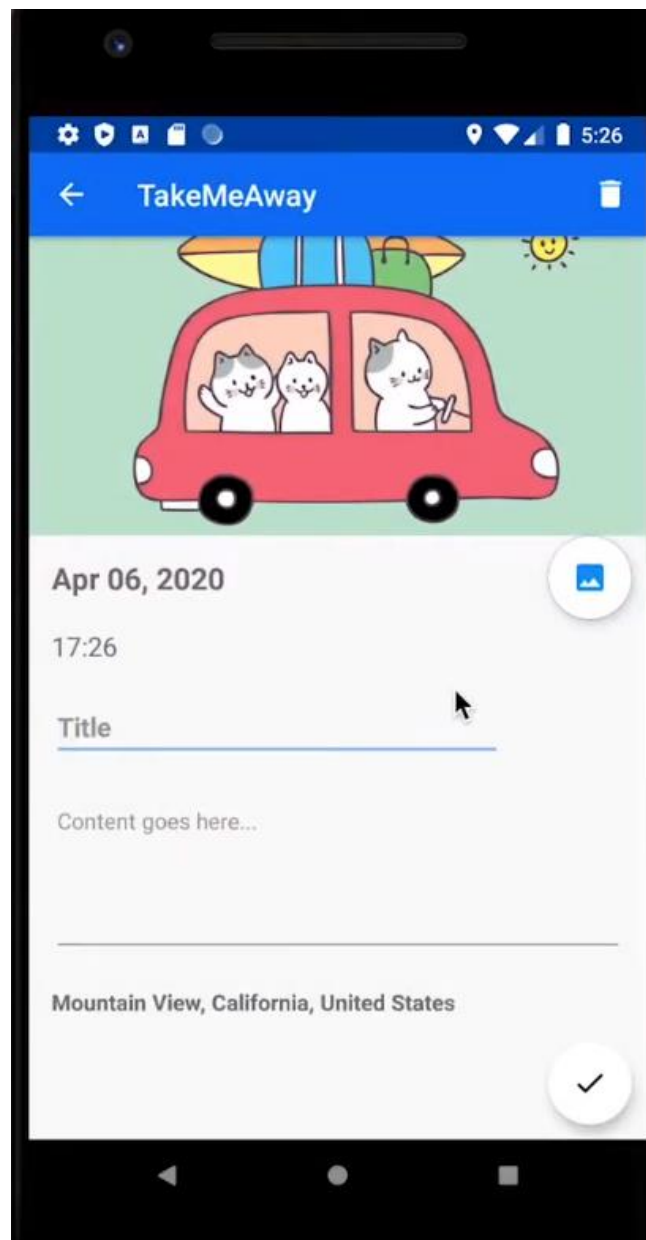 5:26
TakeMeAway
Apr 06, 2020
17:26
Title
Content goes here...
Mountain View, California, United States